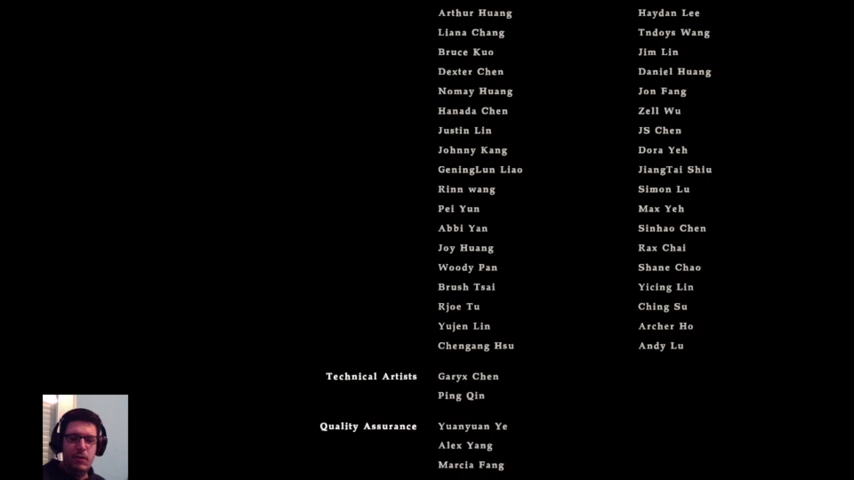 Arthur Huang Haydan Lee
Liana Chang Tndoys Wang
Bruce Kuo Jim Lin
Dexter Chen Daniel Huang
Nomay Huang Jon Fang
Hanada Chen Zell Wu
Justin Lin JS Chen
Johnny Kang Dora Yeh
GeningLun Liao JiangTai Shiu
Rinn wang Simon Lu
Pei Yun Max Yeh
Abbi Yan Sinhao Chen
Joy Huang Rax Chai
Woody Pan Shane Chao
Brush Tsai Yicing Lin
Rjoe Tu Ching Su
Yujen Lin Archer Ho
Chengang Hsu Andy Lu
Technical Artists Garyx Chen
Ping Qin
Quality Assurance Yuanyuan Ye
Alex Yang
Marcia Fang